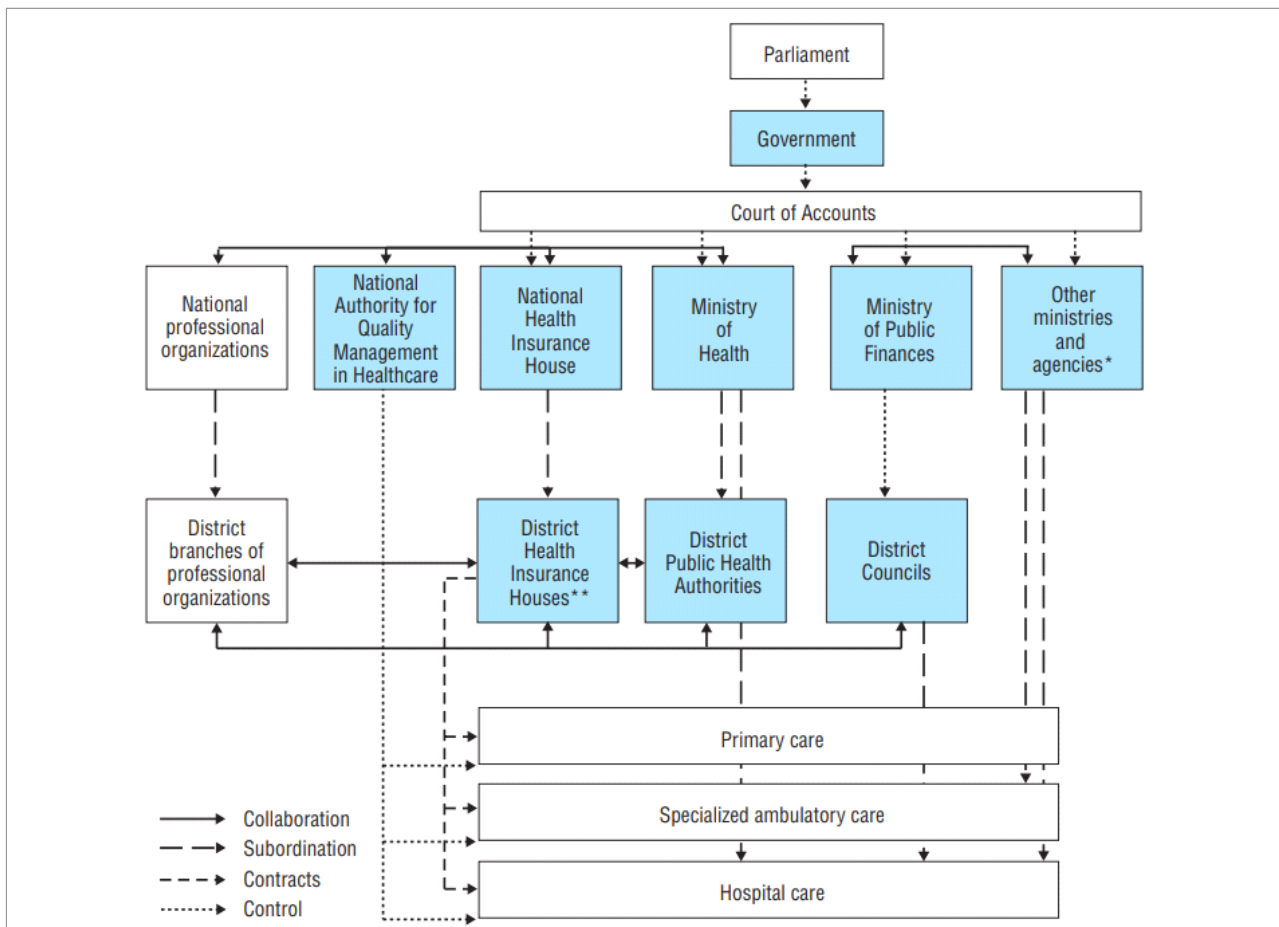 Parliament
Government
Court of Accounts
National
professional
organizations
National
Authority for
Quality
Management
in Healthcare
National
Health
Insurance
House
Ministry
of
Health
Ministry
of Public
Finances
Other
ministries
and
agencies*
District
branches of
professional
organizations
District
Health
Insurance
Houses**
District
Public Health
Authorities
District
Councils
Primary care
Specialized ambulatory care
Hospital care
Collaboration
Subordination
Contracts
Control